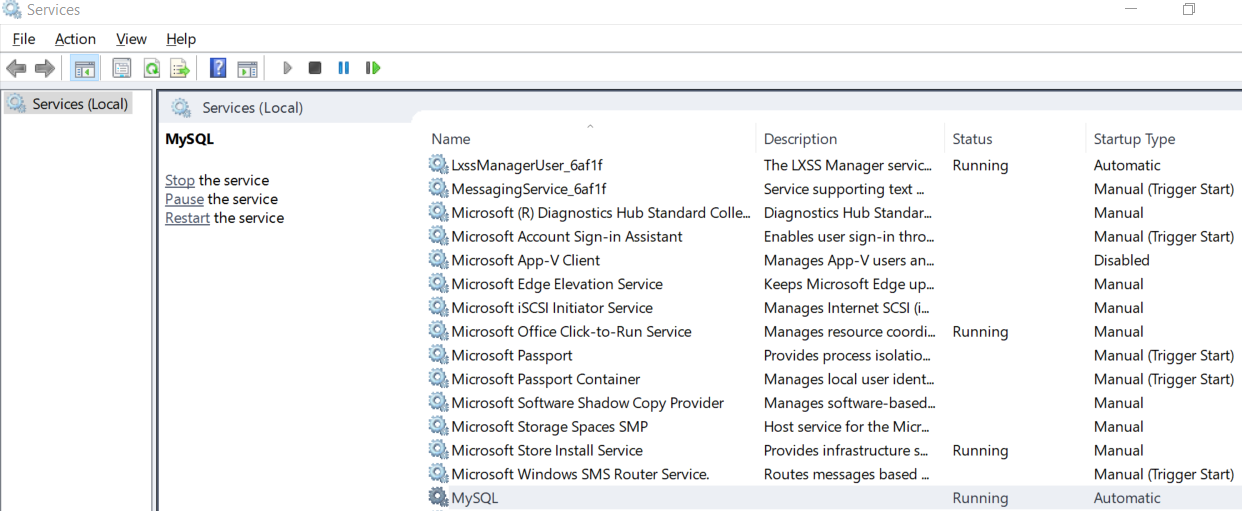 Services
File Action View Help
Services (Local)
Services (Local)
MySQL
Stop the service
Pause the service
Restart the service
Name Description Status Startup Type
LxssManagerUser_6af1f The LXSS Manager servic... Running Automatic
MessagingService_6af1f Service supporting text ... Manual (Trigger Start)
Microsoft (R) Diagnostics Hub Standard Colle... Diagnostics Hub Standar... Manual
Microsoft Account Sign-in Assistant Enables user sign-in thro... Manual (Trigger Start)
Microsoft App-V Client Manages App-V users an... Disabled
Microsoft Edge Elevation Service Keeps Microsoft Edge up... Manual
Microsoft iSCSI Initiator Service Manages Internet SCSI (i... Manual
Microsoft Office Click-to-Run Service Manages resource coordi... Running Manual
Microsoft Passport Provides process isolatio... Manual (Trigger Start)
Microsoft Passport Container Manages local user ident... Manual (Trigger Start)
Microsoft Software Shadow Copy Provider Manages software-based... Manual
Microsoft Storage Spaces SMP Host service for the Micr... Manual
Microsoft Store Install Service Provides infrastructure s... Running Manual
Microsoft Windows SMS Router Service. Routes messages based ... Manual (Trigger Start)
MySQL Running Automatic